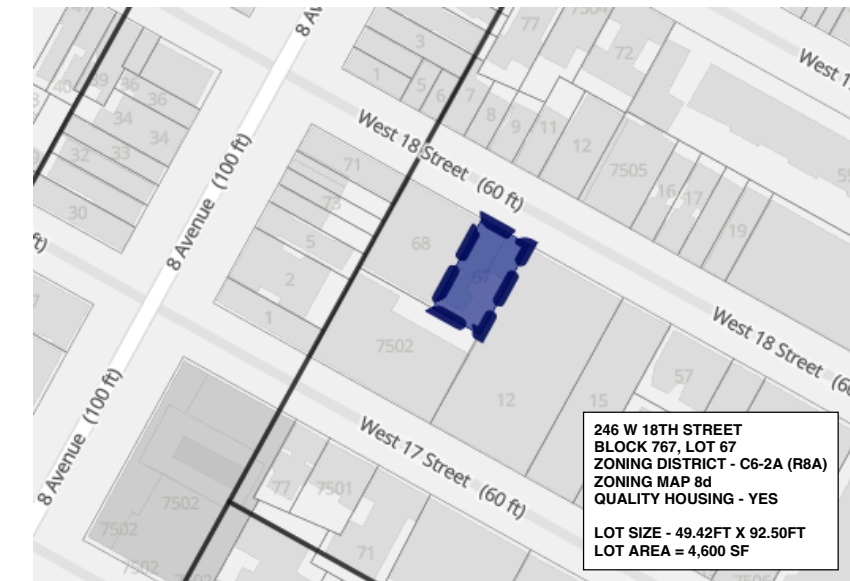 77
7504
8 AV
72
3
1
5
6
7
8
9
11
12
7505
16
17
19
59
West 1
36
36
34
34
33
32
30
40
39
West 18 Street (60 ft)
8 Avenue (100 ft)
71
73
5
2
1
68
67
7502
12
15
57
West 18 Street (60
ft)
8 Avenue (100 ft)
West 17 Street (60 ft)
77
7501
71
7502
7502
7502
246 W 18TH STREET
BLOCK 767, LOT 67
ZONING DISTRICT - C6-2A (R8A)
ZONING MAP 8d
QUALITY HOUSING - YES
LOT SIZE - 49.42FT X 92.50FT
LOT AREA = 4,600 SF